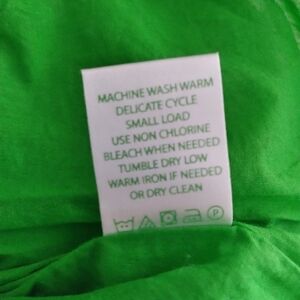 MACHINE WASH WARM
DELICATE CYCLE
SMALL LOAD
USE NON CHLORINE
BLEACH WHEN NEEDED
TUMBLE DRY LOW
WARM IRON IF NEEDED
OR DRY CLEAN
P